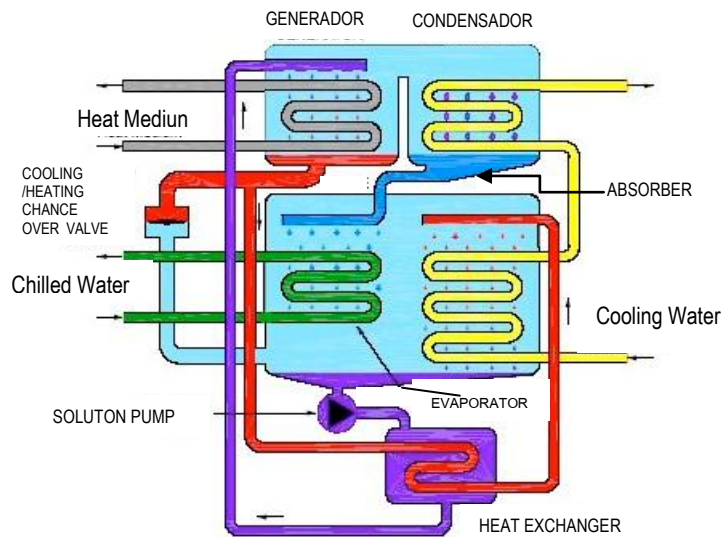 GENERADOR
CONDENSADOR
Heat Mediun
COOLING
/HEATING
CHANCE
OVER VALVE
ABSORBER
Chilled Water
Cooling Water
EVAPORATOR
SOLUTON PUMP
HEAT EXCHANGER